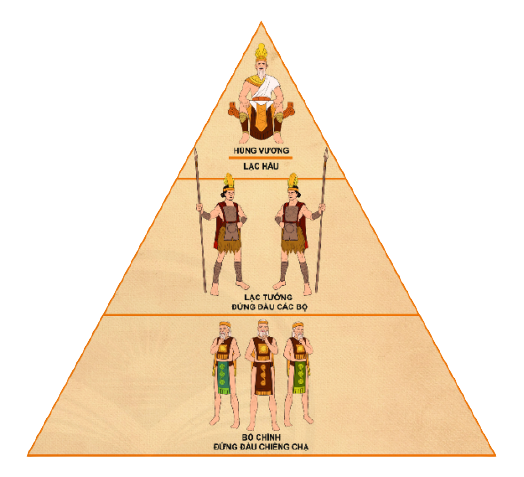 HÙNG VƯƠNG
LẠC HẦU
LẠC TƯỚNG
ĐỨNG ĐẦU CÁC BỘ
BỒ CHÍNH
ĐỨNG ĐẦU CHIỀNG CHẠ